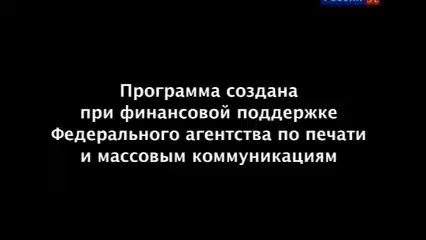 Программа создана
при финансовой поддержке
Федерального агентства по печати
и массовым коммуникациям